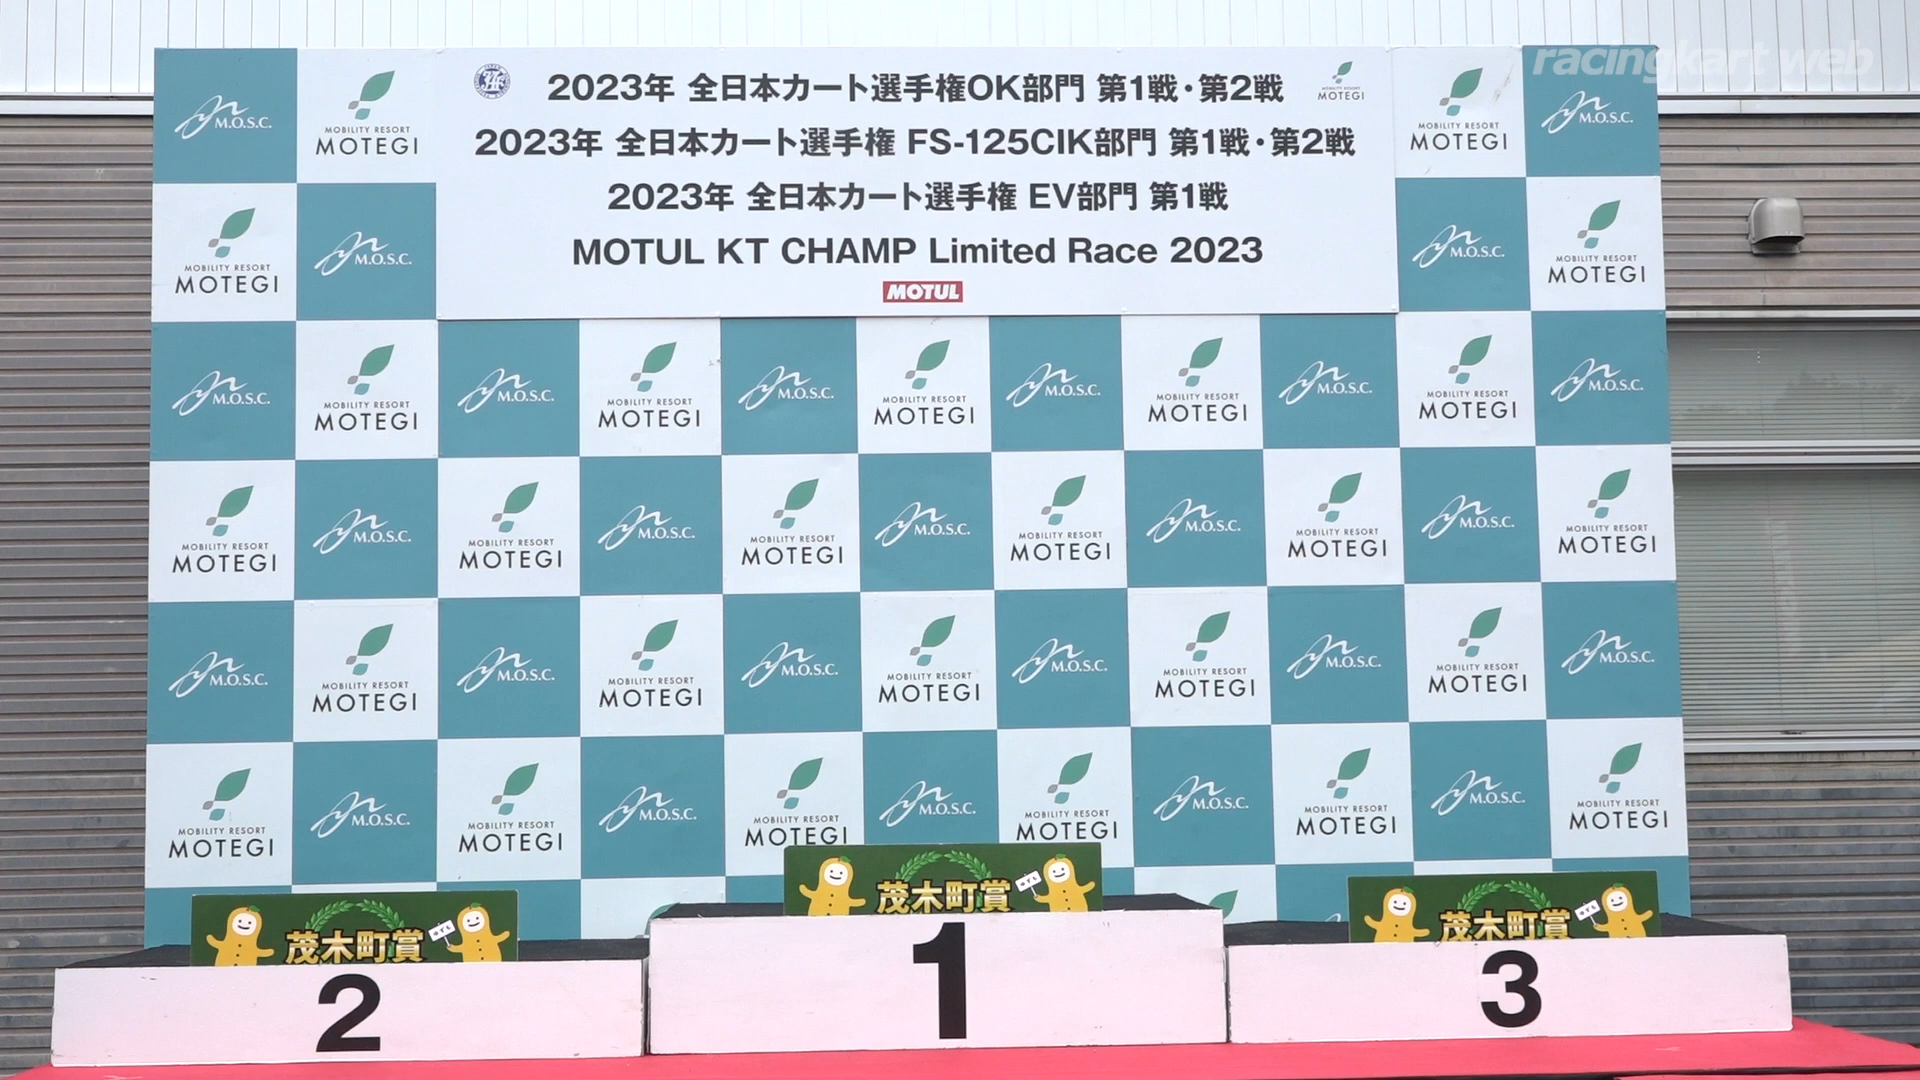 racingkart web
2023年 全日本カート選手権OK部門 第1戦・第2戦
MOTEGI
2023年 全日本カート選手権 FS-125CIK部門 第1戦・第2戦
2023年 全日本カート選手権 EV部門 第1戦
MOTUL KT CHAMP Limited Race 2023
MOTUL
M.O.S.C.
MOBILITY RESORT
MOTEGI
茂木町賞
茂木町賞
茂木町賞
2
1
3